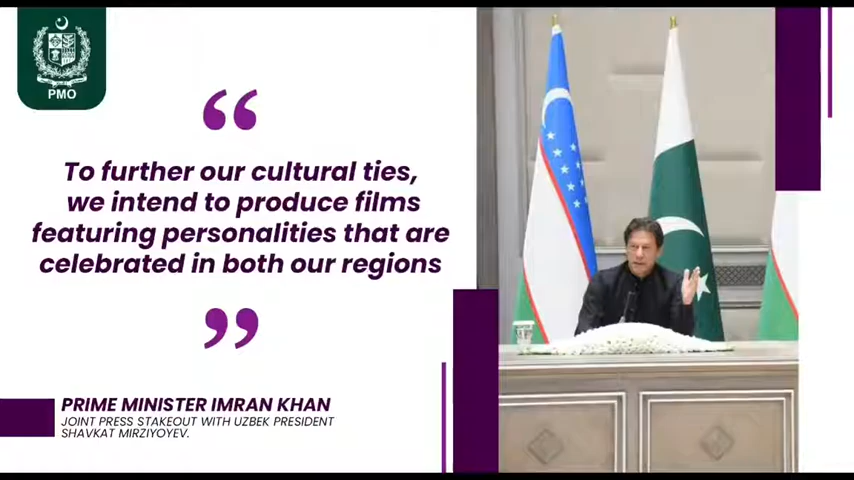 PMO
“
To further our cultural ties,
we intend to produce films
featuring personalities that are
celebrated in both our regions
”
PRIME MINISTER IMRAN KHAN
JOINT PRESS STAKEOUT WITH UZBEK PRESIDENT
SHAVKAT MIRZIYOYEV.